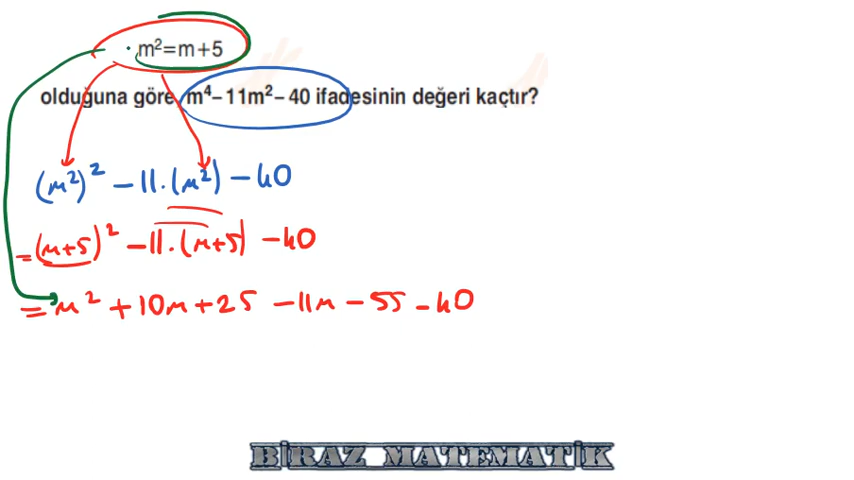 m²=m+5
olduğuna göre m⁴−11m²−40 ifadesinin değeri kaçtır?
(m²)² − 11.(m²) − 40
= (m+5)² − 11.(m+5) − 40
= m² + 10m + 25 − 11m − 55 − 40
BİRAZ MATEMATİK